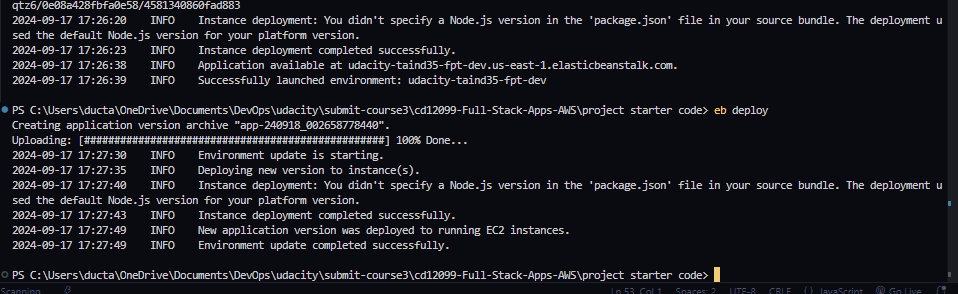 qtz6/0e08a428fbfa0e58/4581340860fad883
2024-09-17 17:26:20    INFO    Instance deployment: You didn't specify a Node.js version in the 'package.json' file in your source bundle. The deployment u
sed the default Node.js version for your platform version.
2024-09-17 17:26:23    INFO    Instance deployment completed successfully.
2024-09-17 17:26:38    INFO    Application available at udacity-taind35-fpt-dev.us-east-1.elasticbeanstalk.com.
2024-09-17 17:26:39    INFO    Successfully launched environment: udacity-taind35-fpt-dev
PS C:\Users\ducta\OneDrive\Documents\DevOps\udacity\submit-course3\cd12099-Full-Stack-Apps-AWS\project starter code> eb deploy
Creating application version archive "app-240918_002658778440".
Uploading: [##################################################] 100% Done...
2024-09-17 17:27:30    INFO    Environment update is starting.
2024-09-17 17:27:35    INFO    Deploying new version to instance(s).
2024-09-17 17:27:40    INFO    Instance deployment: You didn't specify a Node.js version in the 'package.json' file in your source bundle. The deployment u
sed the default Node.js version for your platform version.
2024-09-17 17:27:43    INFO    Instance deployment completed successfully.
2024-09-17 17:27:49    INFO    New application version was deployed to running EC2 instances.
2024-09-17 17:27:49    INFO    Environment update completed successfully.
PS C:\Users\ducta\OneDrive\Documents\DevOps\udacity\submit-course3\cd12099-Full-Stack-Apps-AWS\project starter code>
Scanning.. Ln 53, Col 1 Spaces: 2 UTF-8 CRLF { } JavaScript Go Live